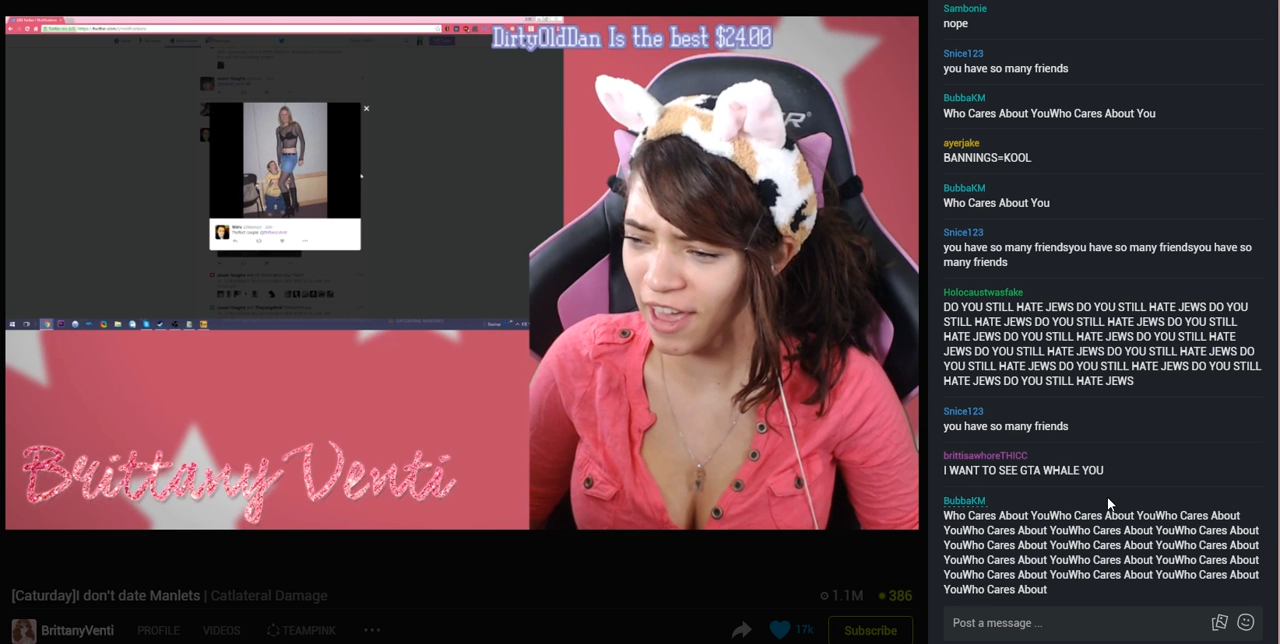 DirtyOldDan Is the best $24.00
Brittany Venti
[Caturday]I don't date Manlets | Catlateral Damage
1.1M
386
BrittanyVenti
PROFILE
VIDEOS
TEAMPINK
17k
Subscribe
Sambonie
nope
Snice123
you have so many friends
BubbaKM
Who Cares About YouWho Cares About You
ayerjake
BANNINGS=KOOL
BubbaKM
Who Cares About You
Snice123
you have so many friendsyou have so many friendsyou have so
many friends
Holocaustwasfake
DO YOU STILL HATE JEWS DO YOU STILL HATE JEWS DO YOU
STILL HATE JEWS DO YOU STILL HATE JEWS DO YOU STILL
HATE JEWS DO YOU STILL HATE JEWS DO YOU STILL HATE
JEWS DO YOU STILL HATE JEWS DO YOU STILL HATE JEWS DO
YOU STILL HATE JEWS DO YOU STILL HATE JEWS DO YOU STILL
HATE JEWS DO YOU STILL HATE JEWS
Snice123
you have so many friends
brittisawhoreTHICC
I WANT TO SEE GTA WHALE YOU
BubbaKM
Who Cares About YouWho Cares About YouWho Cares About
YouWho Cares About YouWho Cares About YouWho Cares About
YouWho Cares About YouWho Cares About YouWho Cares About
YouWho Cares About YouWho Cares About YouWho Cares About
YouWho Cares About YouWho Cares About YouWho Cares About
YouWho Cares About
Post a message ...